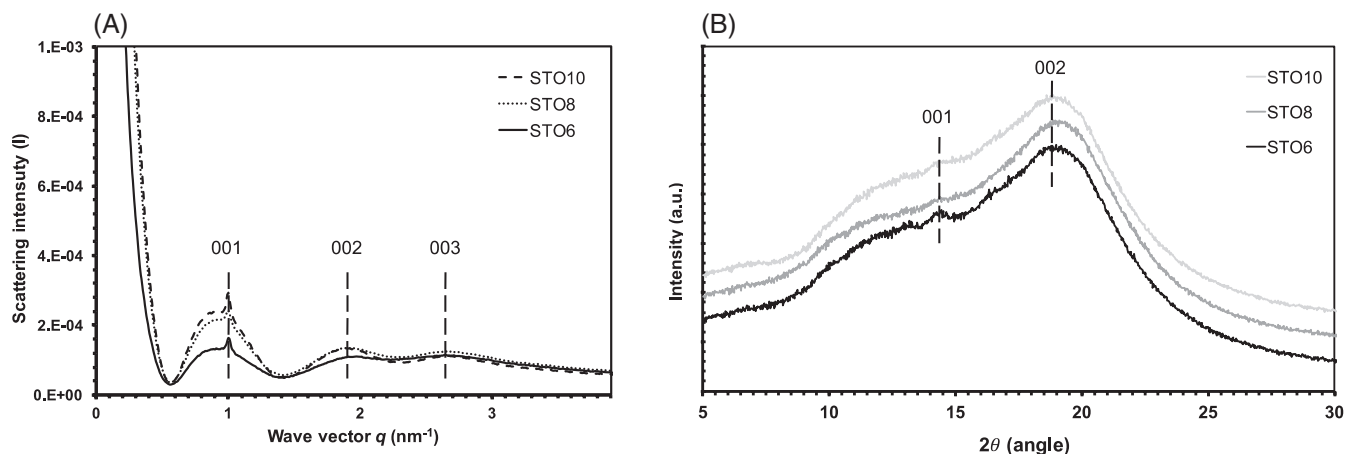 (A)
1.E-03
8.E-04
6.E-04
4.E-04
2.E-04
0.E+00
Scattering intensuty (I)
STO10
STO8
STO6
001 002 003
0 1 2 3
Wave vector q (nm-1)
(B)
Intensity (a.u.)
STO10
STO8
STO6
001
002
5 10 15 20 25 30
2θ (angle)